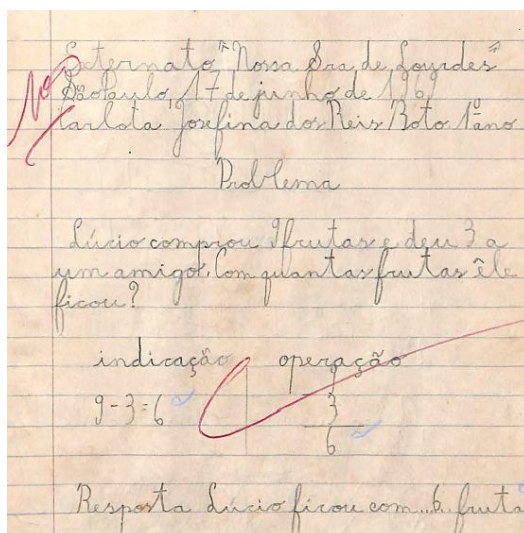 Externato "Nossa Sra de Lourdes"
10 São Paulo, 17 de junho de 196
Carlota Josefina dos Reis Boto 1º ano
Problema
Lúcio comprou 9 frutas e deu 3 a
um amigo. Com quantas frutas êle
ficou?
indicação operação
9-3=6
3
6
Resposta Lúcio ficou com...6 fruta